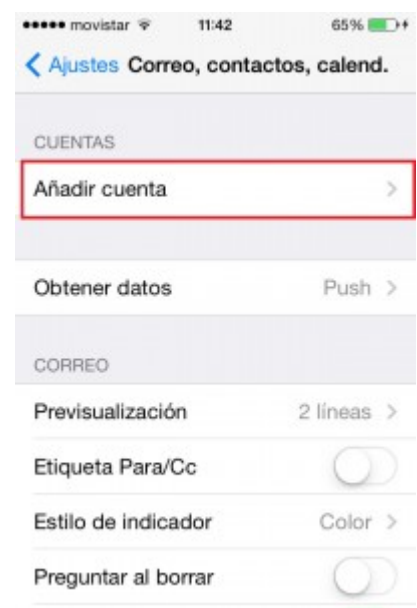 movistar 11:42 65%
Ajustes Correo, contactos, calend.
CUENTAS
Añadir cuenta
Obtener datos Push
CORREO
Previsualización 2 líneas
Etiqueta Para/Cc
Estilo de indicador Color
Preguntar al borrar